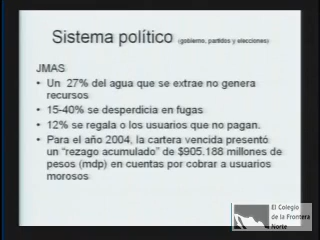 Sistema político (gobierno, partidos y elecciones)
JMAS
• Un 27% del agua que se extrae no genera
recursos
• 15-40% se desperdicia en fugas
• 12% se regala o los usuarios que no pagan.
• Para el año 2004, la cartera vencida presentó
un "rezago acumulado" de $905.188 millones de
pesos (mdp) en cuentas por cobrar a usuarios
morosos
El Colegio
de la Frontera
Norte